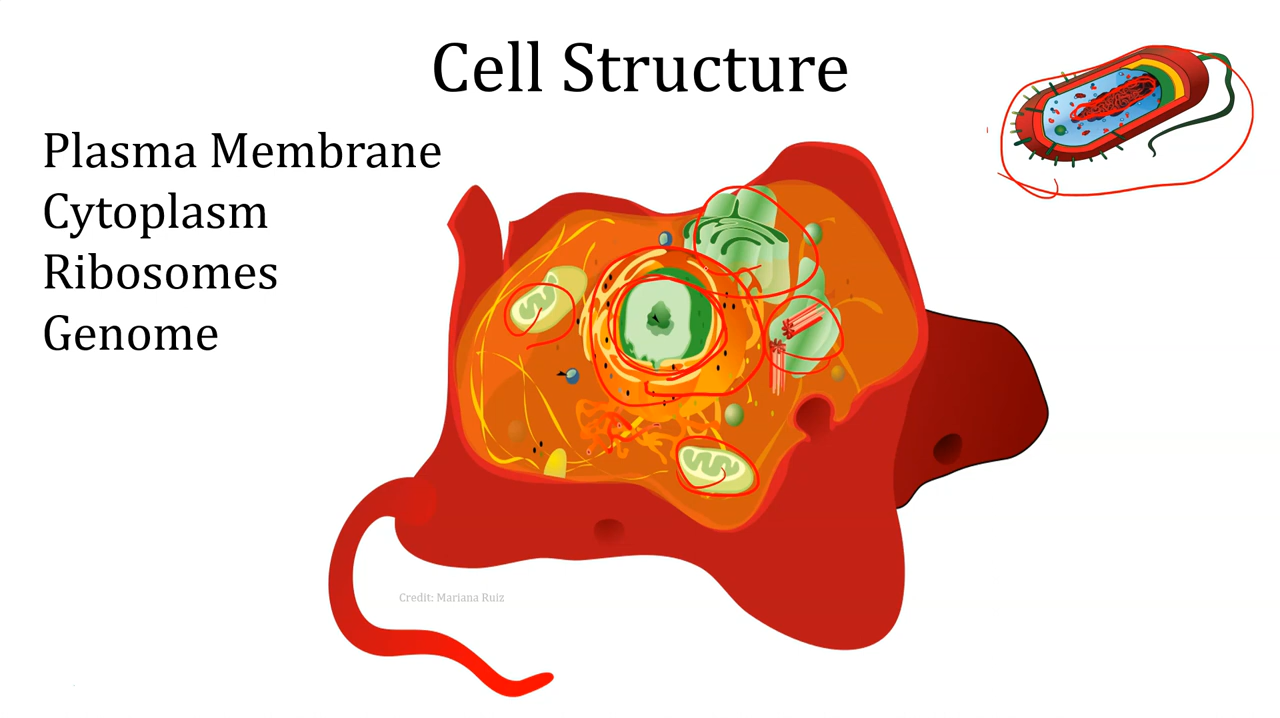 Cell Structure
Plasma Membrane
Cytoplasm
Ribosomes
Genome
Credit: Mariana Ruiz